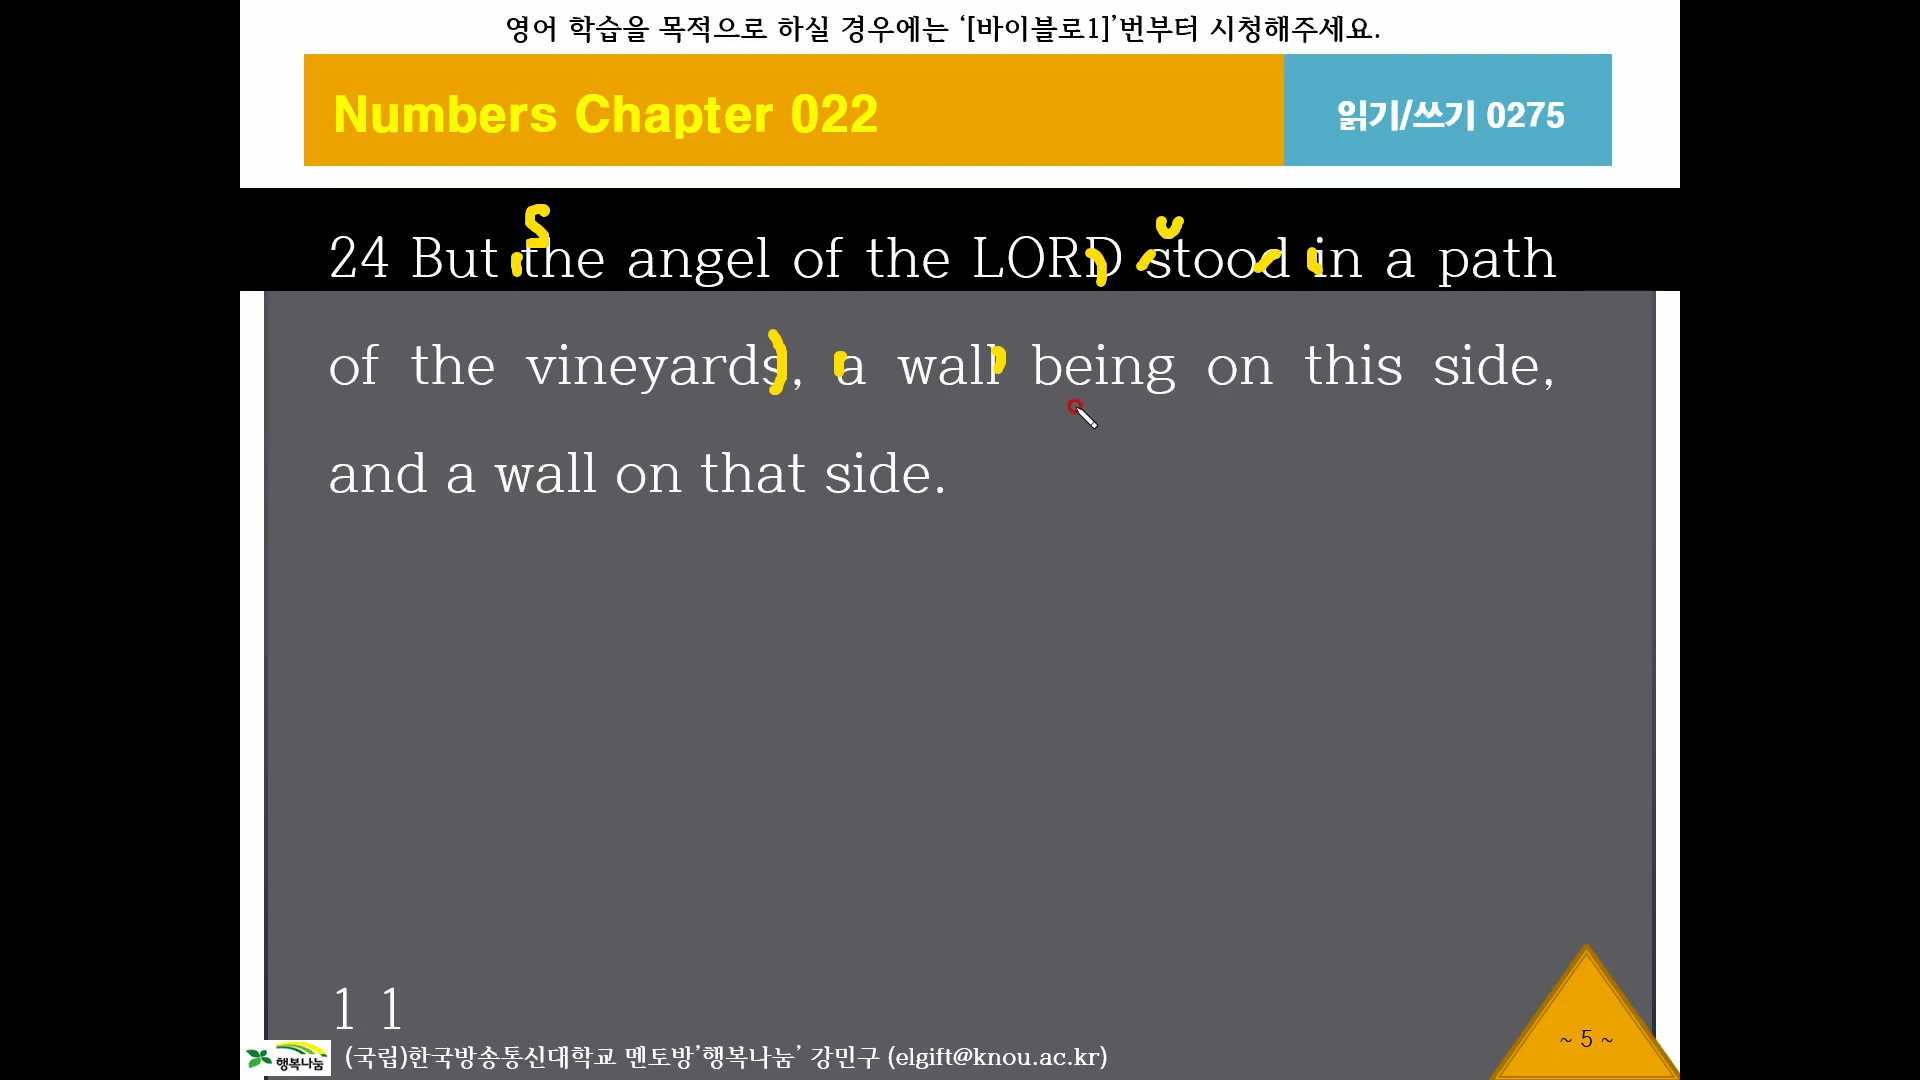 영어 학습을 목적으로 하실 경우에는 ‘[바이블로1]’번부터 시청해주세요.
Numbers Chapter 022
읽기/쓰기 0275
24 But the angel of the LORD stood in a path
of the vineyards, a wall being on this side,
and a wall on that side.
1 1
행복나눔
(국립)한국방송통신대학교 멘토방’행복나눔’ 강민구 (elgift@knou.ac.kr)
~ 5 ~